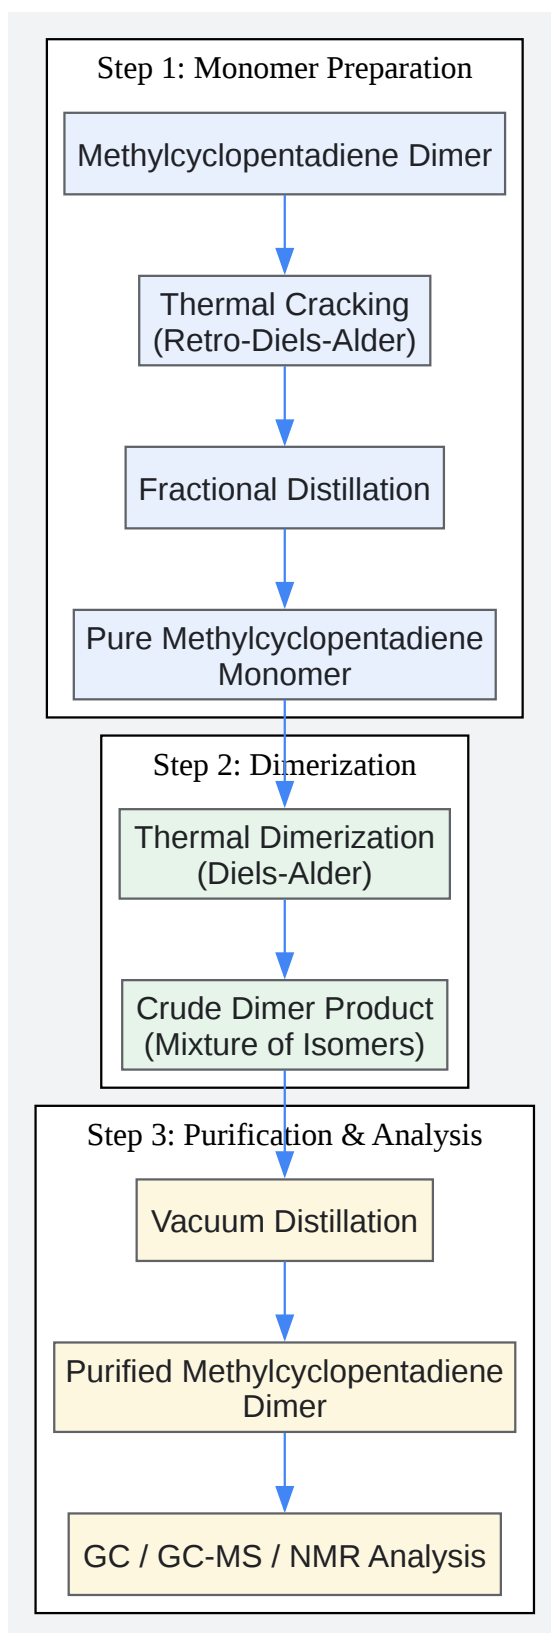 Step 1: Monomer Preparation
Methylcyclopentadiene Dimer
Thermal Cracking
(Retro-Diels-Alder)
Fractional Distillation
Pure Methylcyclopentadiene
Monomer
Step 2: Dimerization
Thermal Dimerization
(Diels-Alder)
Crude Dimer Product
(Mixture of Isomers)
Step 3: Purification & Analysis
Vacuum Distillation
Purified Methylcyclopentadiene
Dimer
GC / GC-MS / NMR Analysis